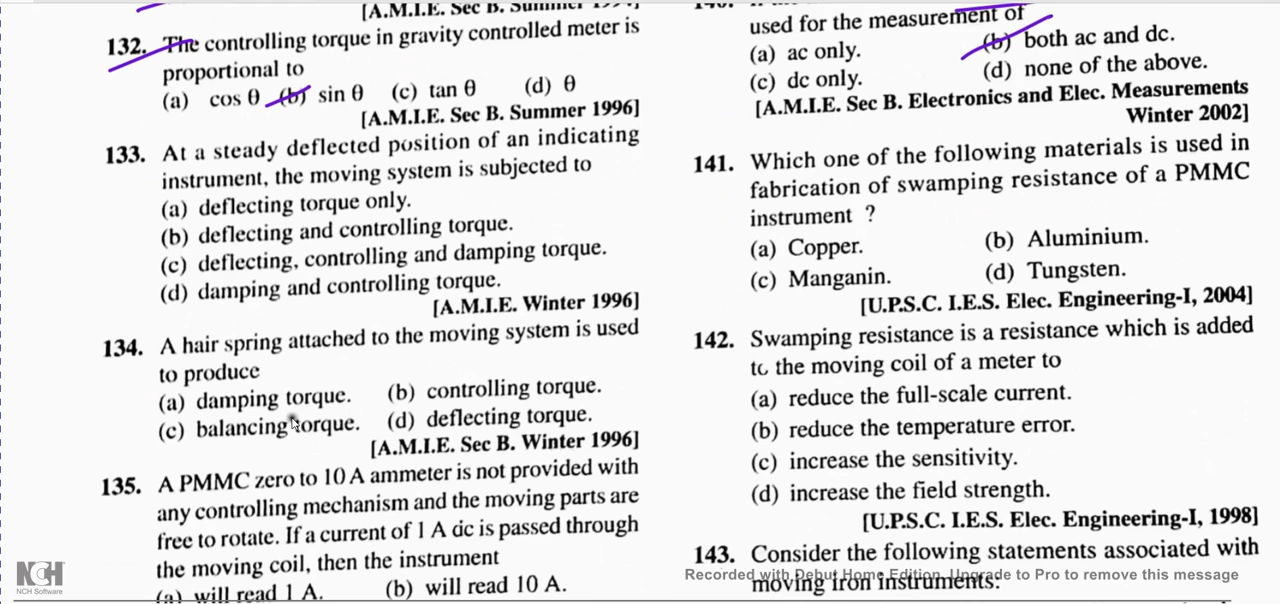 [A.M.I.E. Sec B. Summer 1996]
132. The controlling torque in gravity controlled meter is
proportional to
(a) cos θ (b) sin θ (c) tan θ (d) θ
[A.M.I.E. Sec B. Summer 1996]
133. At a steady deflected position of an indicating
instrument, the moving system is subjected to
(a) deflecting torque only.
(b) deflecting and controlling torque.
(c) deflecting, controlling and damping torque.
(d) damping and controlling torque.
[A.M.I.E. Winter 1996]
134. A hair spring attached to the moving system is used
to produce
(a) damping torque. (b) controlling torque.
(c) balancing torque. (d) deflecting torque.
[A.M.I.E. Sec B. Winter 1996]
135. A PMMC zero to 10 A ammeter is not provided with
any controlling mechanism and the moving parts are
free to rotate. If a current of 1 A dc is passed through
the moving coil, then the instrument
(a) will read 1 A. (b) will read 10 A.
used for the measurement of
(a) ac only. (b) both ac and dc.
(c) dc only. (d) none of the above.
[A.M.I.E. Sec B. Electronics and Elec. Measurements
Winter 2002]
141. Which one of the following materials is used in
fabrication of swamping resistance of a PMMC
instrument ?
(a) Copper. (b) Aluminium.
(c) Manganin. (d) Tungsten.
[U.P.S.C. I.E.S. Elec. Engineering-I, 2004]
142. Swamping resistance is a resistance which is added
to the moving coil of a meter to
(a) reduce the full-scale current.
(b) reduce the temperature error.
(c) increase the sensitivity.
(d) increase the field strength.
[U.P.S.C. I.E.S. Elec. Engineering-I, 1998]
143. Consider the following statements associated with
moving iron instruments:
Recorded with Debut Home Edition. Upgrade to Pro to remove this message
NCH
NCH Software